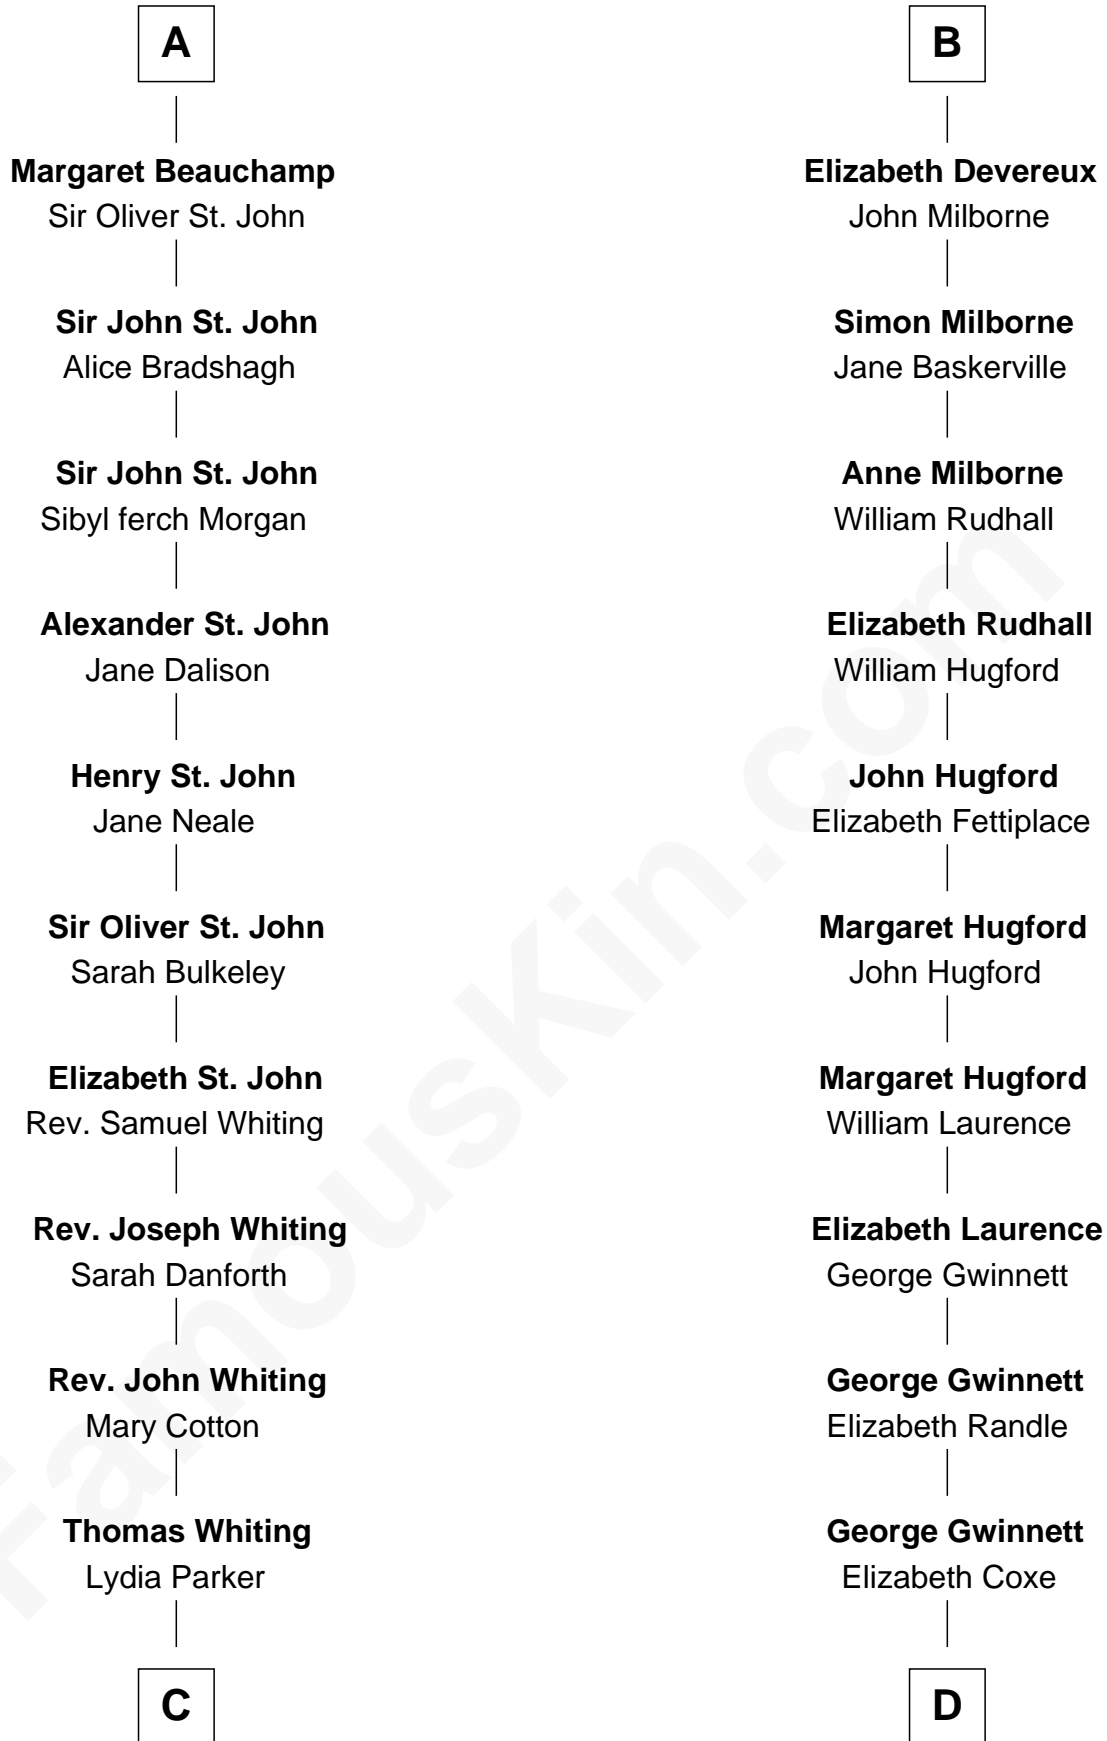 A
Margaret Beauchamp
Sir Oliver St. John
Sir John St. John
Alice Bradshagh
Sir John St. John
Sibyl ferch Morgan
Alexander St. John
Jane Dalison
Henry St. John
Jane Neale
Sir Oliver St. John
Sarah Bulkeley
Elizabeth St. John
Rev. Samuel Whiting
Rev. Joseph Whiting
Sarah Danforth
Rev. John Whiting
Mary Cotton
Thomas Whiting
Lydia Parker
C
B
Elizabeth Devereux
John Milborne
Simon Milborne
Jane Baskerville
Anne Milborne
William Rudhall
Elizabeth Rudhall
William Hugford
John Hugford
Elizabeth Fettiplace
Margaret Hugford
John Hugford
Margaret Hugford
William Laurence
Elizabeth Laurence
George Gwinnett
George Gwinnett
Elizabeth Randle
George Gwinnett
Elizabeth Coxe
D
FamousKin.com